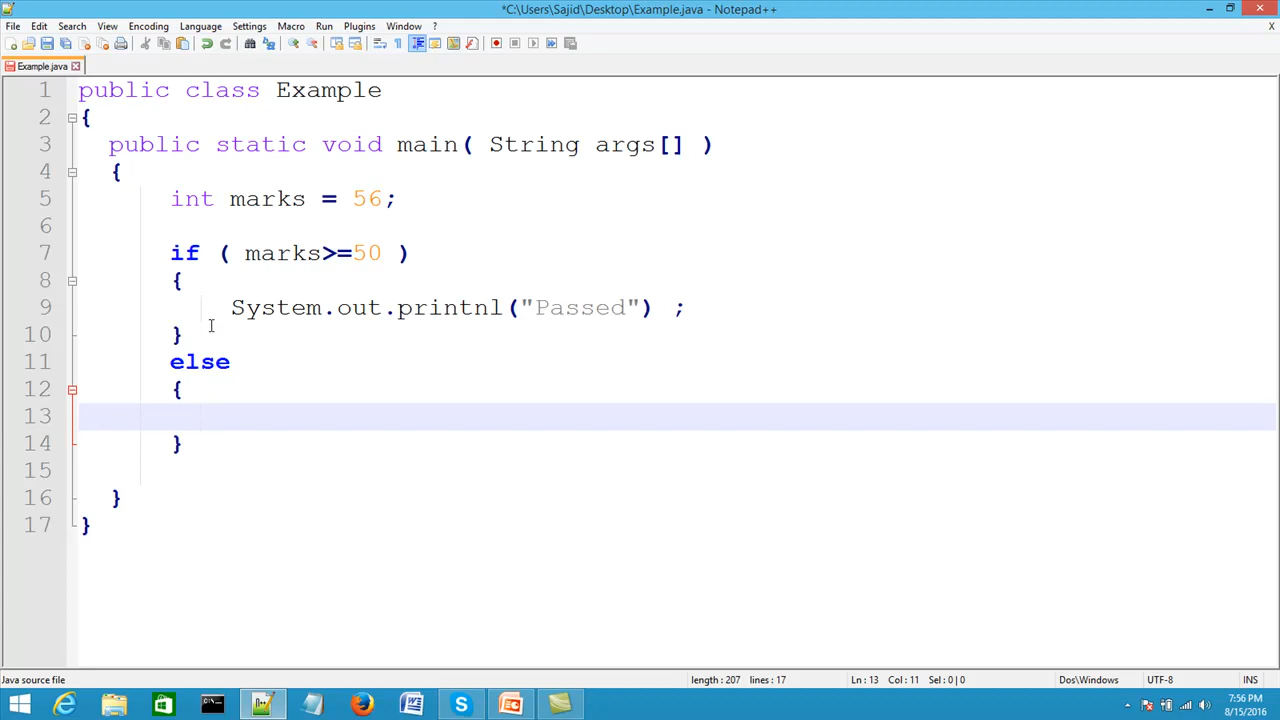 *C:\Users\Sajid\Desktop\Example.java - Notepad++
File Edit Search View Encoding Language Settings Macro Run Plugins Window ? X
Example.java
1 public class Example
2 {
3 public static void main( String args[] )
4 {
5 int marks = 56;
6
7 if ( marks>=50 )
8 {
9 System.out.printnl("Passed") ;
10 }
11 else
12 {
13
14 }
15
16 }
17 }
Java source file length : 207 lines : 17 Ln : 13 Col : 11 Sel : 0 | 0 Dos\Windows UTF-8 INS
7:56 PM
8/15/2016